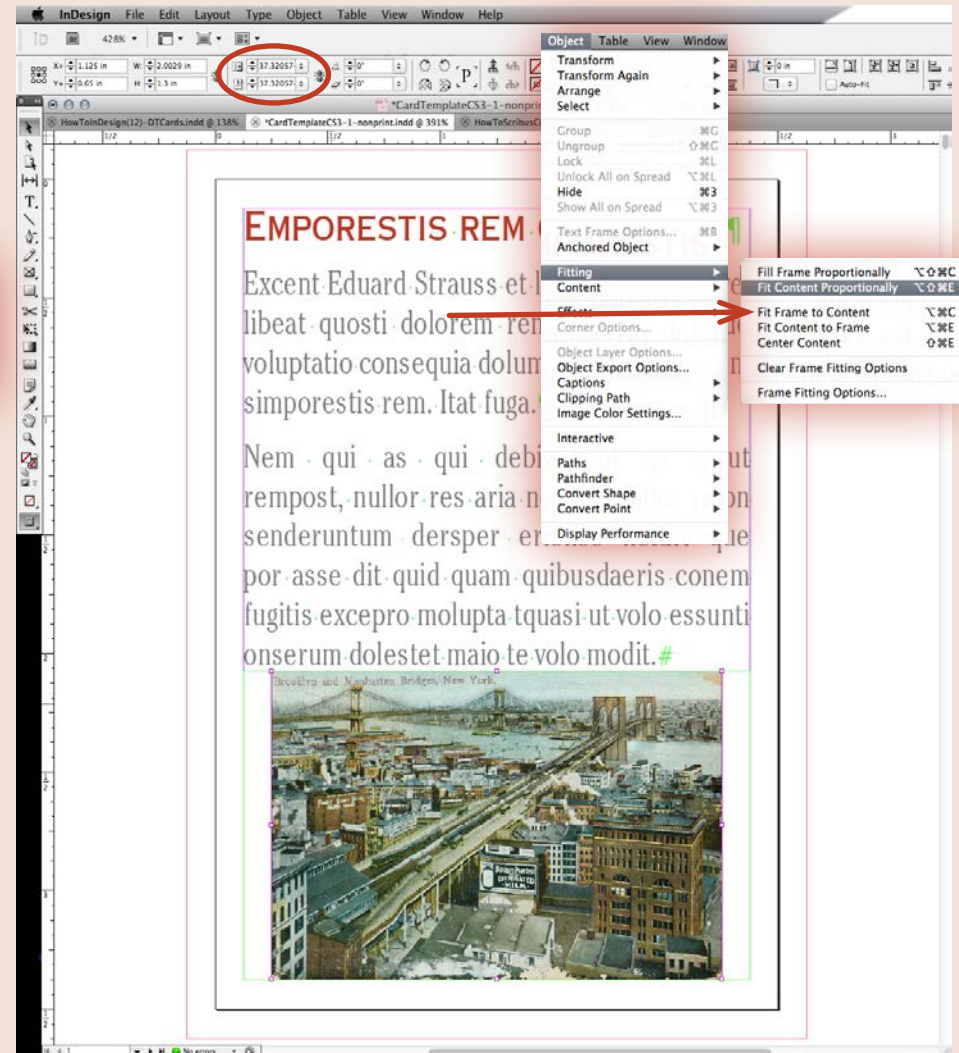 InDesign File Edit Layout Type Object Table View Window Help
428%
X: 1.125 in W: 2.0029 in 37.32057 0° 0 in
Y: 0.65 in H: 1.3 in 37.32057 0° Auto-Fit
*CardTemplateCS3-1-nonprin
HowToInDesign(12)-DTCards.indd @ 138% *CardTemplateCS3-1-nonprint.indd @ 391% HowToScribusC
EMPORESTIS REM
Excent Eduard Strauss et
libeat quosti dolorem rem
voluptatio consequia dolum
simporestis rem. Itat fuga.
Nem qui as qui debi ut
rempost, nullor res aria n on
senderuntum dersper er que
por asse dit quid quam quibusdaeris conem
fugitis excepro molupta tquasi ut volo essunti
onserum dolestet maio te volo modit.#
Brooklyn and Manhattan Bridges, New York.
Object Table View Window
Transform
Transform Again
Arrange
Select
Group ⌘G
Ungroup ⇧⌘G
Lock ⌘L
Unlock All on Spread ⌥⌘L
Hide ⌘3
Show All on Spread ⌥⌘3
Text Frame Options... ⌘B
Anchored Object
Fitting
Content
Effects
Corner Options...
Object Layer Options...
Object Export Options...
Captions
Clipping Path
Image Color Settings...
Interactive
Paths
Pathfinder
Convert Shape
Convert Point
Display Performance
Fill Frame Proportionally ⌥⇧⌘C
Fit Content Proportionally ⌥⇧⌘E
Fit Frame to Content ⌥⌘C
Fit Content to Frame ⌥⌘E
Center Content ⇧⌘E
Clear Frame Fitting Options
Frame Fitting Options...
No errors